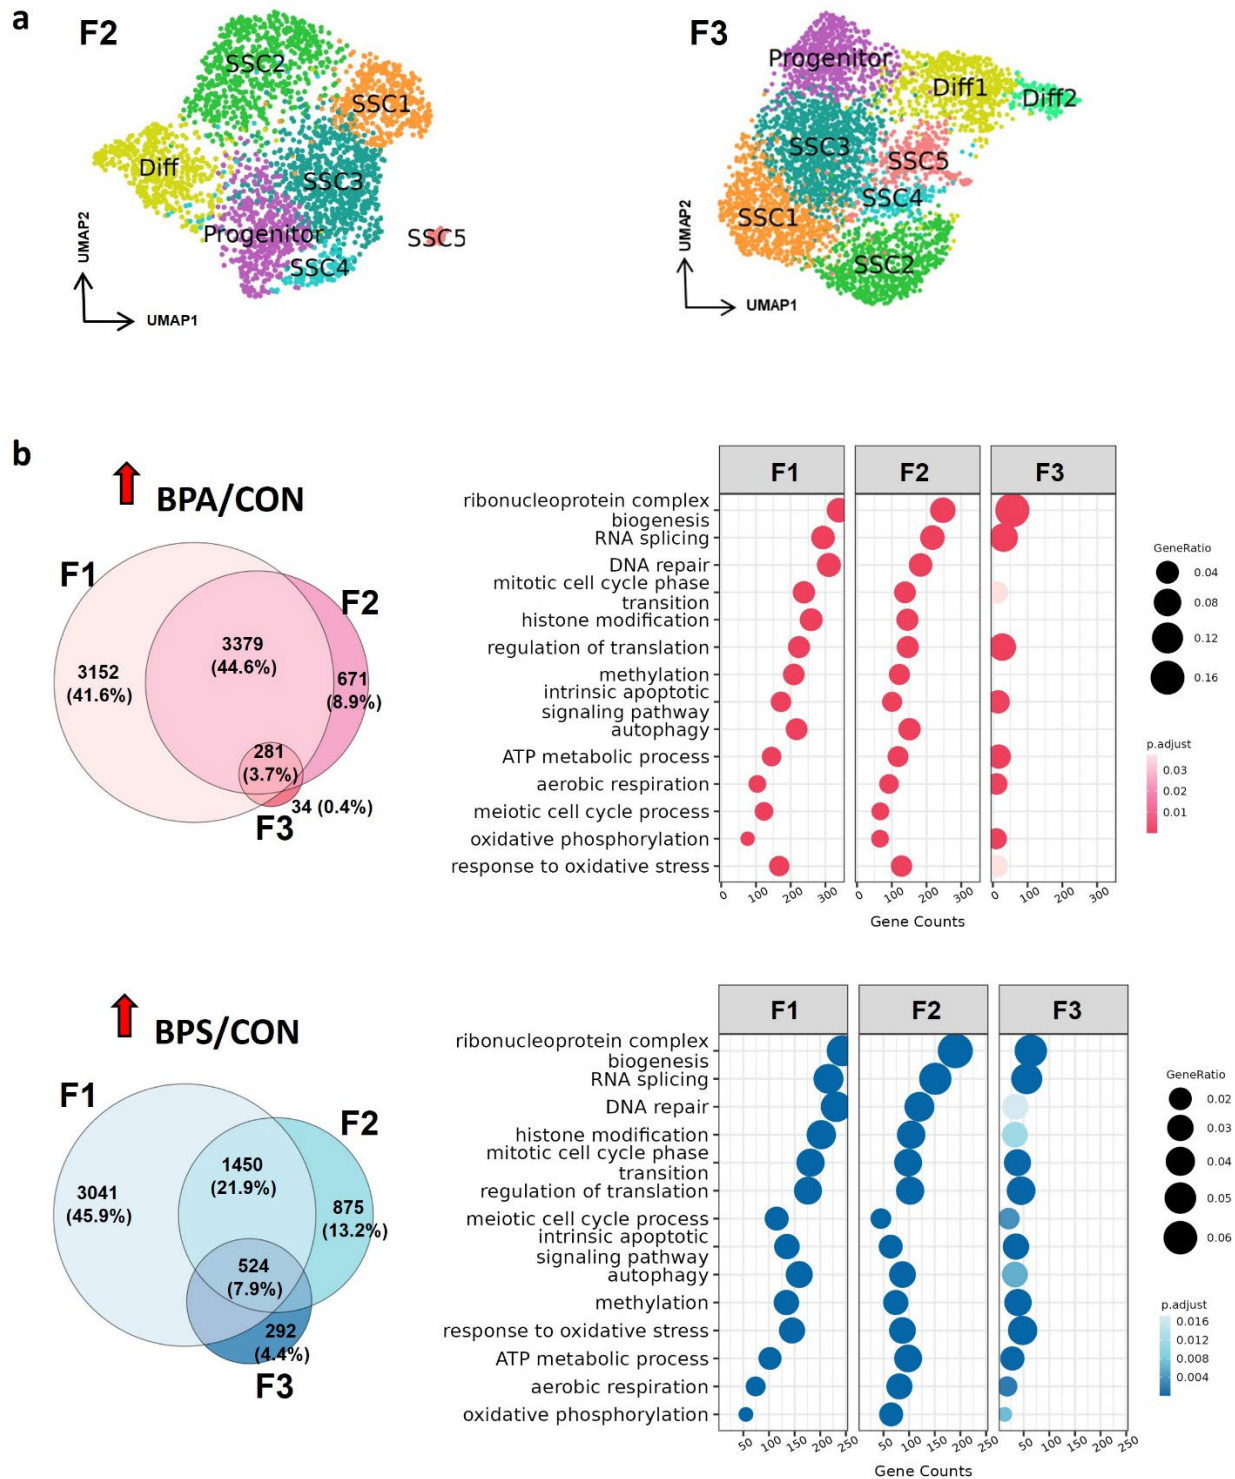 a
F2
SSC2
SSC1
Diff
SSC3
Progenitor
SSC5
SSC4
UMAP2
UMAP1
F3
Progenitor
Diff1
Diff2
SSC3
SSC5
SSC4
SSC1
SSC2
UMAP2
UMAP1
b
BPA/CON
F1
F2
3152
(41.6%)
3379
(44.6%)
671
(8.9%)
281
(3.7%)
34 (0.4%)
F3
F1
F2
F3
ribonucleoprotein complex
biogenesis
RNA splicing
DNA repair
mitotic cell cycle phase
transition
histone modification
regulation of translation
methylation
intrinsic apoptotic
signaling pathway
autophagy
ATP metabolic process
aerobic respiration
meiotic cell cycle process
oxidative phosphorylation
response to oxidative stress
0 100 200 300 0 100 200 300 0 100 200 300
Gene Counts
GeneRatio
0.04
0.08
0.12
0.16
p.adjust
0.03
0.02
0.01
BPS/CON
F1
F2
3041
(45.9%)
1450
(21.9%)
875
(13.2%)
524
(7.9%)
292
(4.4%)
F3
F1
F2
F3
ribonucleoprotein complex
biogenesis
RNA splicing
DNA repair
histone modification
mitotic cell cycle phase
transition
regulation of translation
meiotic cell cycle process
intrinsic apoptotic
signaling pathway
autophagy
methylation
response to oxidative stress
ATP metabolic process
aerobic respiration
oxidative phosphorylation
50 100 150 200 250 50 100 150 200 250 50 100 150 200 250
Gene Counts
GeneRatio
0.02
0.03
0.04
0.05
0.06
p.adjust
0.016
0.012
0.008
0.004